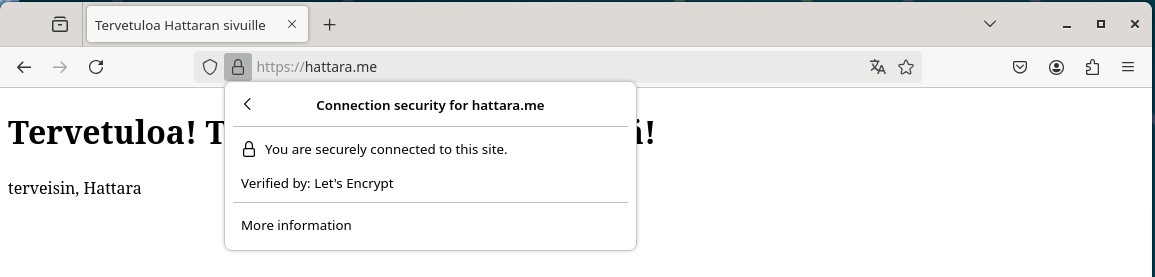 Tervetuloa Hattaran sivuille
https://hattara.me
Connection security for hattara.me
Tervetuloa!
You are securely connected to this site.
Verified by: Let's Encrypt
terveisin, Hattara
More information